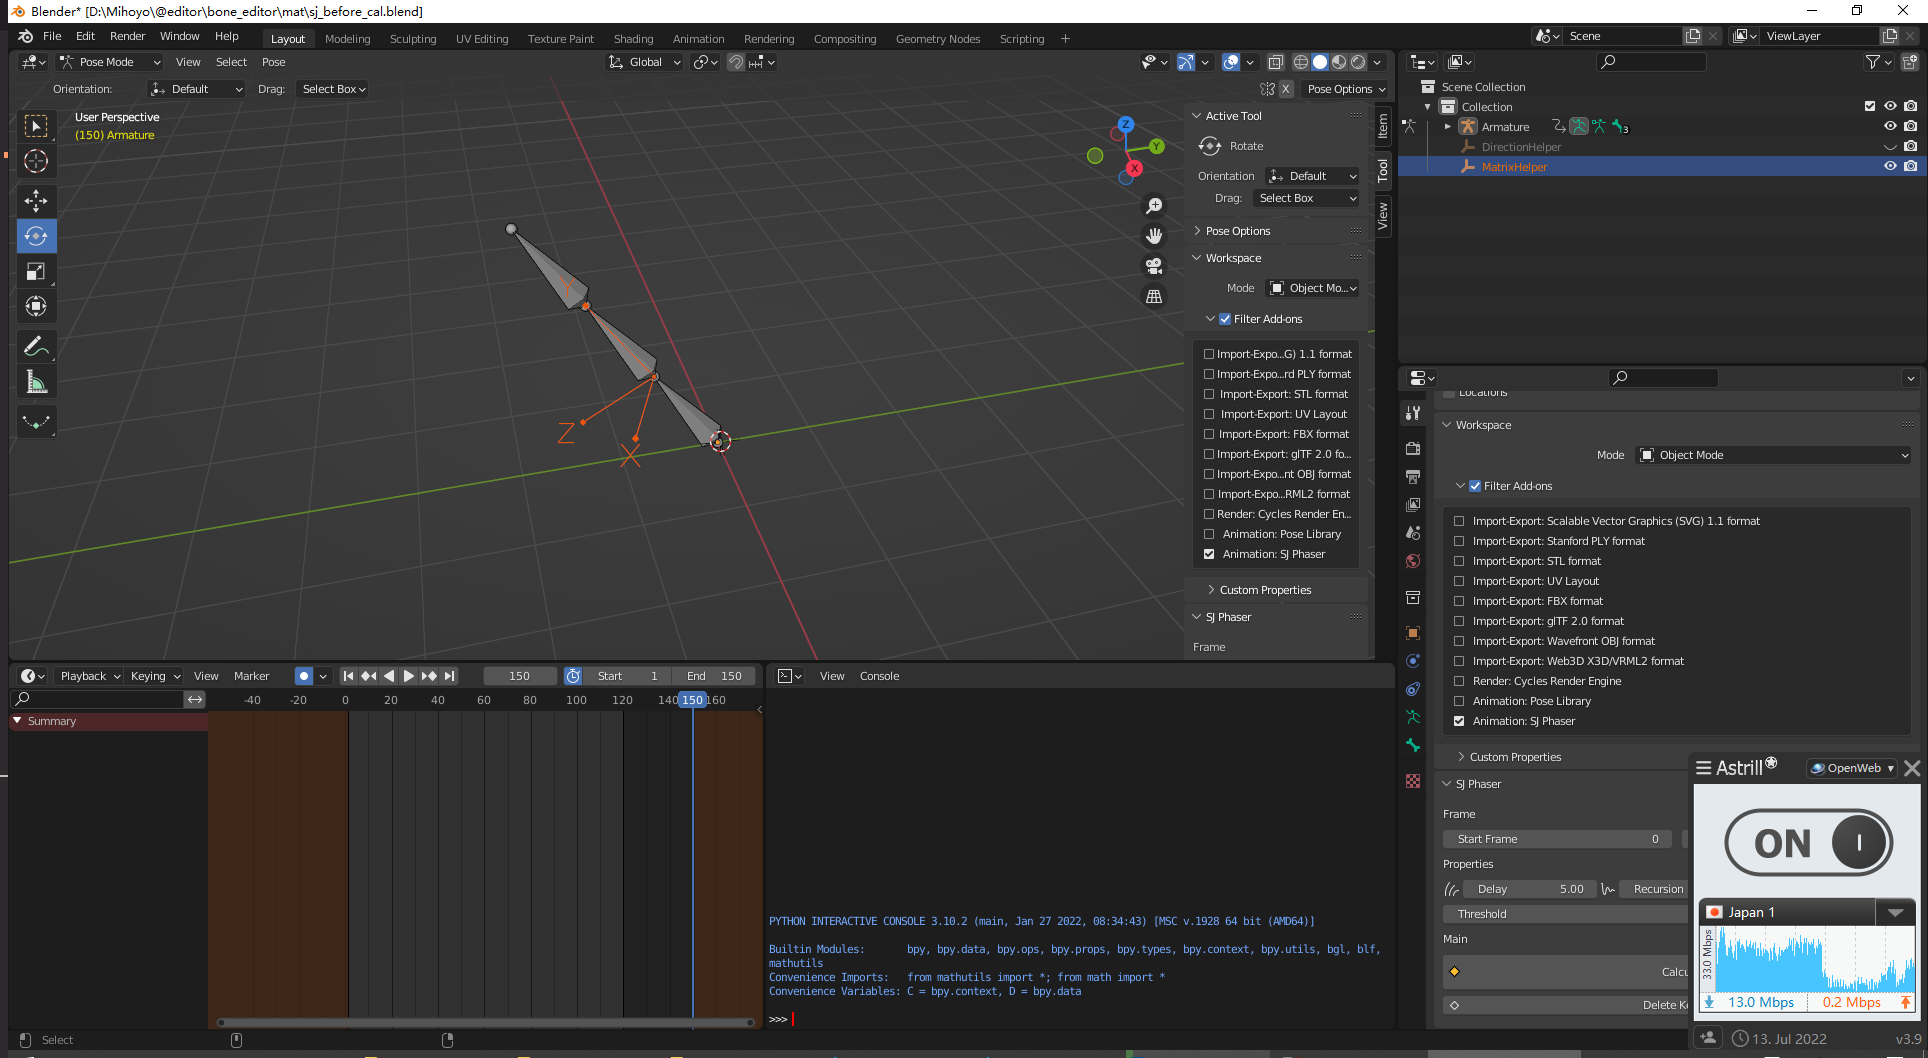 Blender* [D:\Mihoyo\@editor\bone_editor\mat\sj_before_cal.blend]
File Edit Render Window Help Layout Modeling Sculpting UV Editing Texture Paint Shading Animation Rendering Compositing Geometry Nodes Scripting + Scene ViewLayer
Pose Mode View Select Pose Global
Orientation: Default Drag: Select Box X Pose Options
User Perspective
(150) Armature
Z
Y
X
Y
Z
X
Item
Tool
View
Active Tool
Rotate
Orientation Default
Drag: Select Box
Pose Options
Workspace
Mode Object Mo...
Filter Add-ons
Import-Expo...G) 1.1 format
Import-Expo...rd PLY format
Import-Export: STL format
Import-Export: UV Layout
Import-Export: FBX format
Import-Export: glTF 2.0 fo...
Import-Expo...nt OBJ format
Import-Expo...RML2 format
Render: Cycles Render En...
Animation: Pose Library
Animation: SJ Phaser
Custom Properties
SJ Phaser
Frame
Scene Collection
Collection
Armature 3
DirectionHelper
MatrixHelper
Locations
Workspace
Mode Object Mode
Filter Add-ons
Import-Export: Scalable Vector Graphics (SVG) 1.1 format
Import-Export: Stanford PLY format
Import-Export: STL format
Import-Export: UV Layout
Import-Export: FBX format
Import-Export: glTF 2.0 format
Import-Export: Wavefront OBJ format
Import-Export: Web3D X3D/VRML2 format
Render: Cycles Render Engine
Animation: Pose Library
Animation: SJ Phaser
Custom Properties
SJ Phaser
Frame
Start Frame 0
Properties
Delay 5.00 Recursion
Threshold
Main
Calcu
Delete Ke
Playback Keying View Marker 150 Start 1 End 150
-40 -20 0 20 40 60 80 100 120 140 150 160
Summary
View Console
PYTHON INTERACTIVE CONSOLE 3.10.2 (main, Jan 27 2022, 08:34:43) [MSC v.1928 64 bit (AMD64)]
Builtin Modules: bpy, bpy.data, bpy.ops, bpy.props, bpy.types, bpy.context, bpy.utils, bgl, blf,
mathutils
Convenience Imports: from mathutils import *; from math import *
Convenience Variables: C = bpy.context, D = bpy.data
>>>
Astrill OpenWeb
ON
Japan 1
33.0 Mbps
13.0 Mbps 0.2 Mbps
13. Jul 2022 v3.9
Select